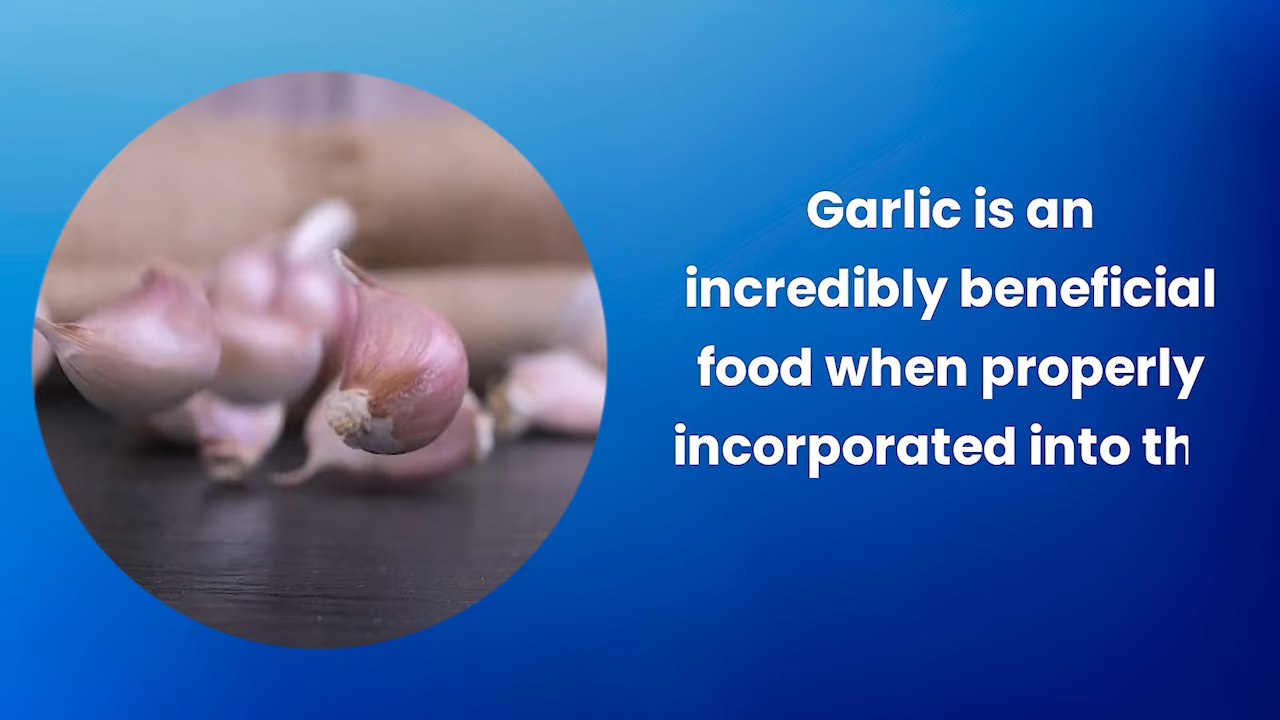 Garlic is an
incredibly beneficial
food when properly
incorporated into th